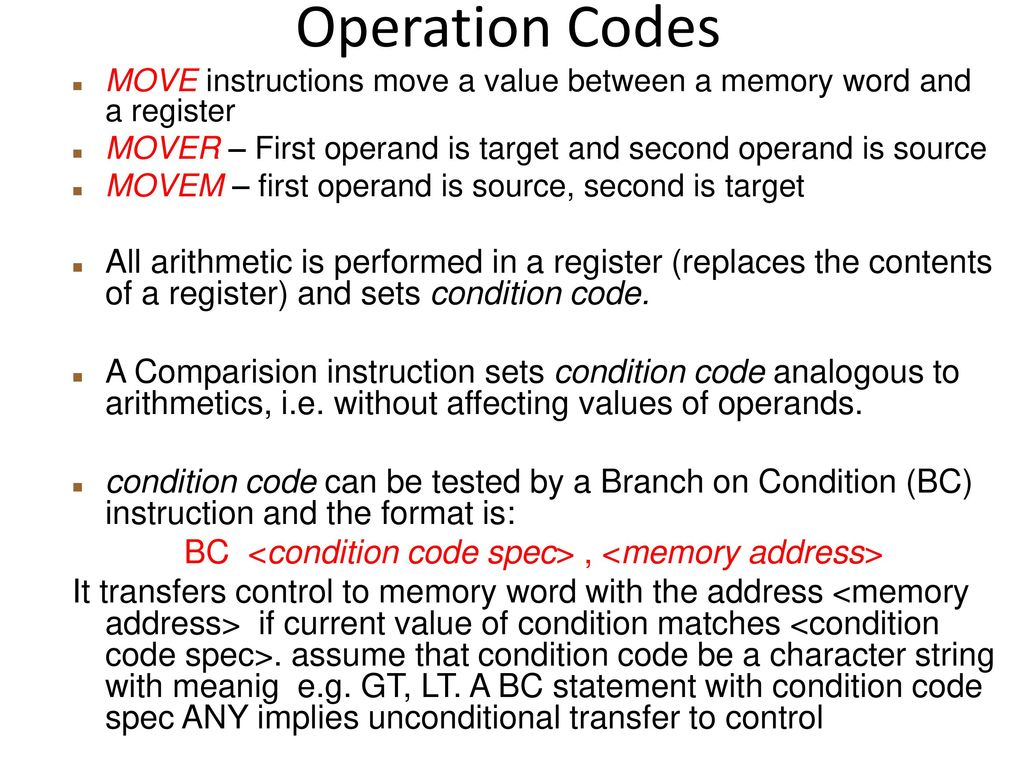 Operation Codes
MOVE instructions move a value between a memory word and
a register
MOVER – First operand is target and second operand is source
MOVEM – first operand is source, second is target
All arithmetic is performed in a register (replaces the contents
of a register) and sets condition code.
A Comparision instruction sets condition code analogous to
arithmetics, i.e. without affecting values of operands.
condition code can be tested by a Branch on Condition (BC)
instruction and the format is:
BC <condition code spec> , <memory address>
It transfers control to memory word with the address <memory
address> if current value of condition matches <condition
code spec>. assume that condition code be a character string
with meanig e.g. GT, LT. A BC statement with condition code
spec ANY implies unconditional transfer to control